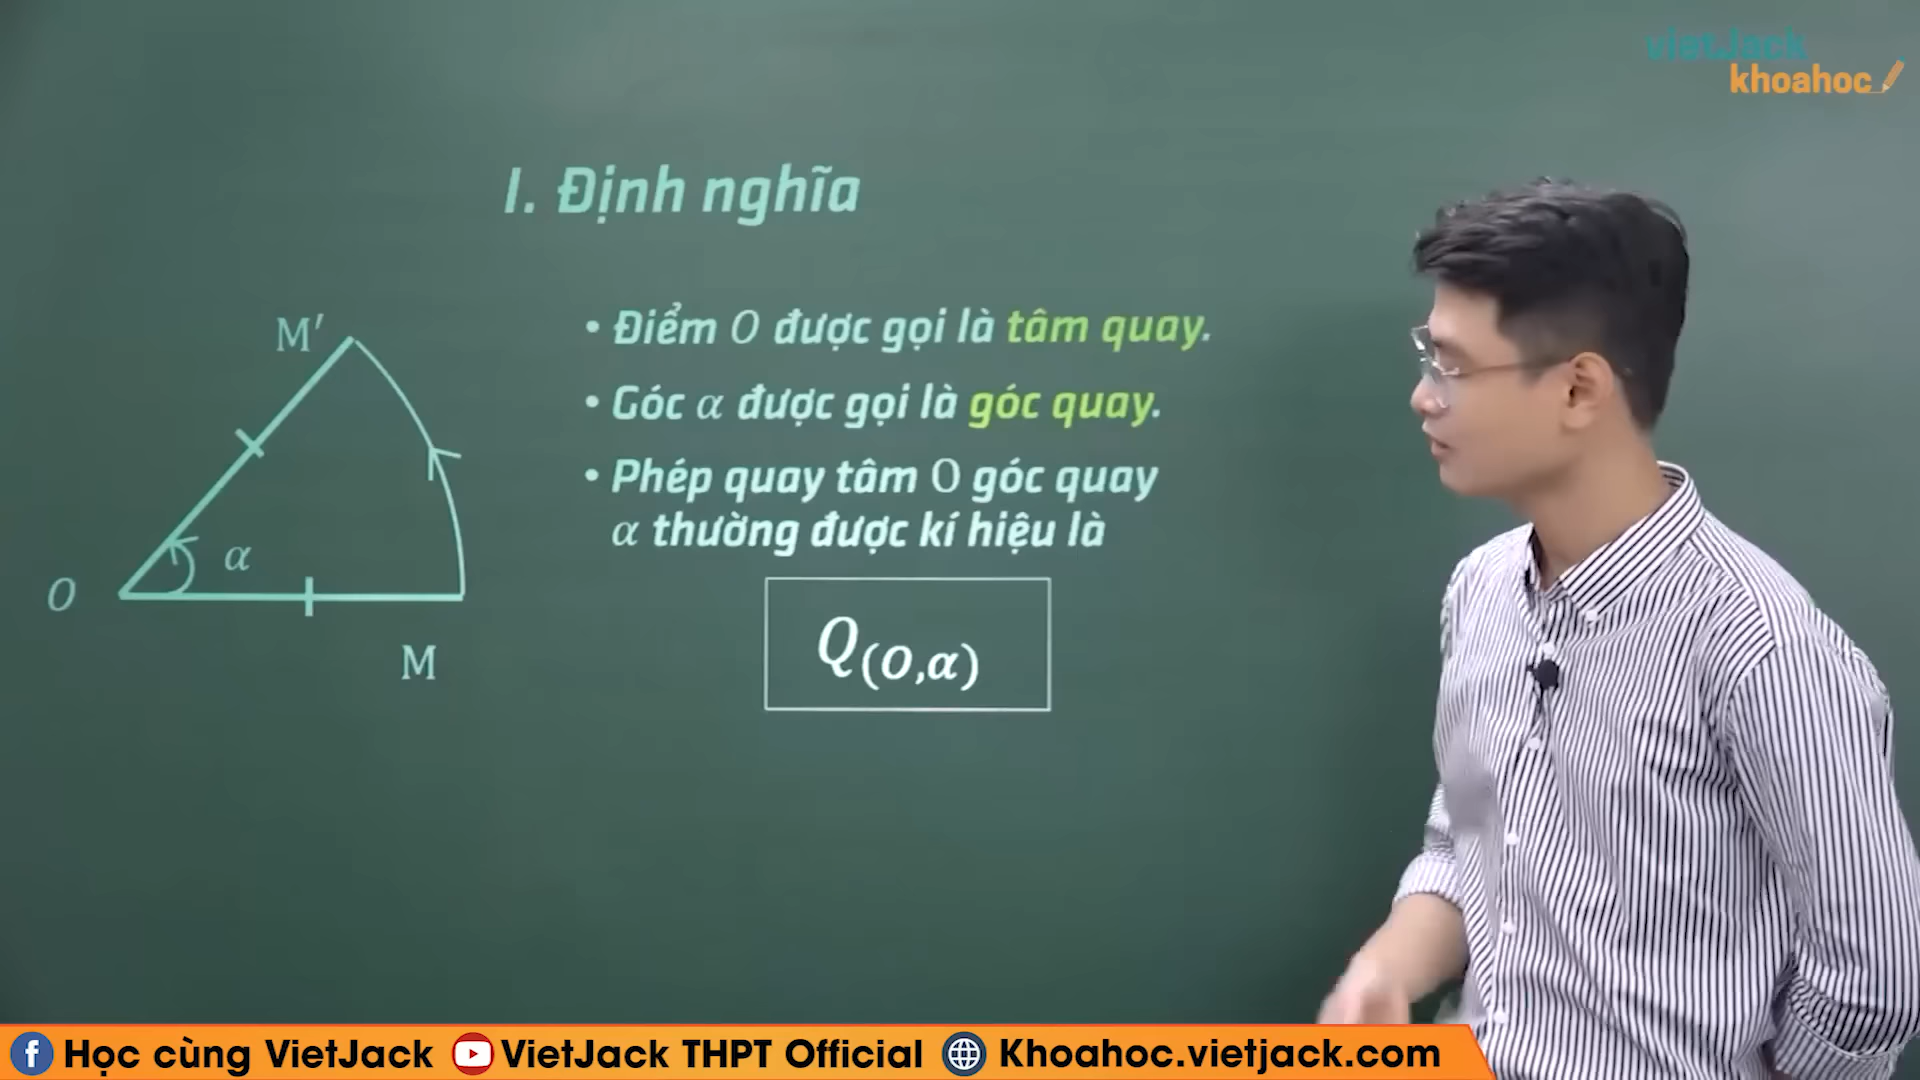 vietJack
khoahoc
I. Định nghĩa
M′
• Điểm O được gọi là tâm quay.
• Góc α được gọi là góc quay.
• Phép quay tâm O góc quay
α thường được kí hiệu là
α
O
M
Q(O,α)
Học cùng VietJack VietJack THPT Official Khoahoc.vietjack.com